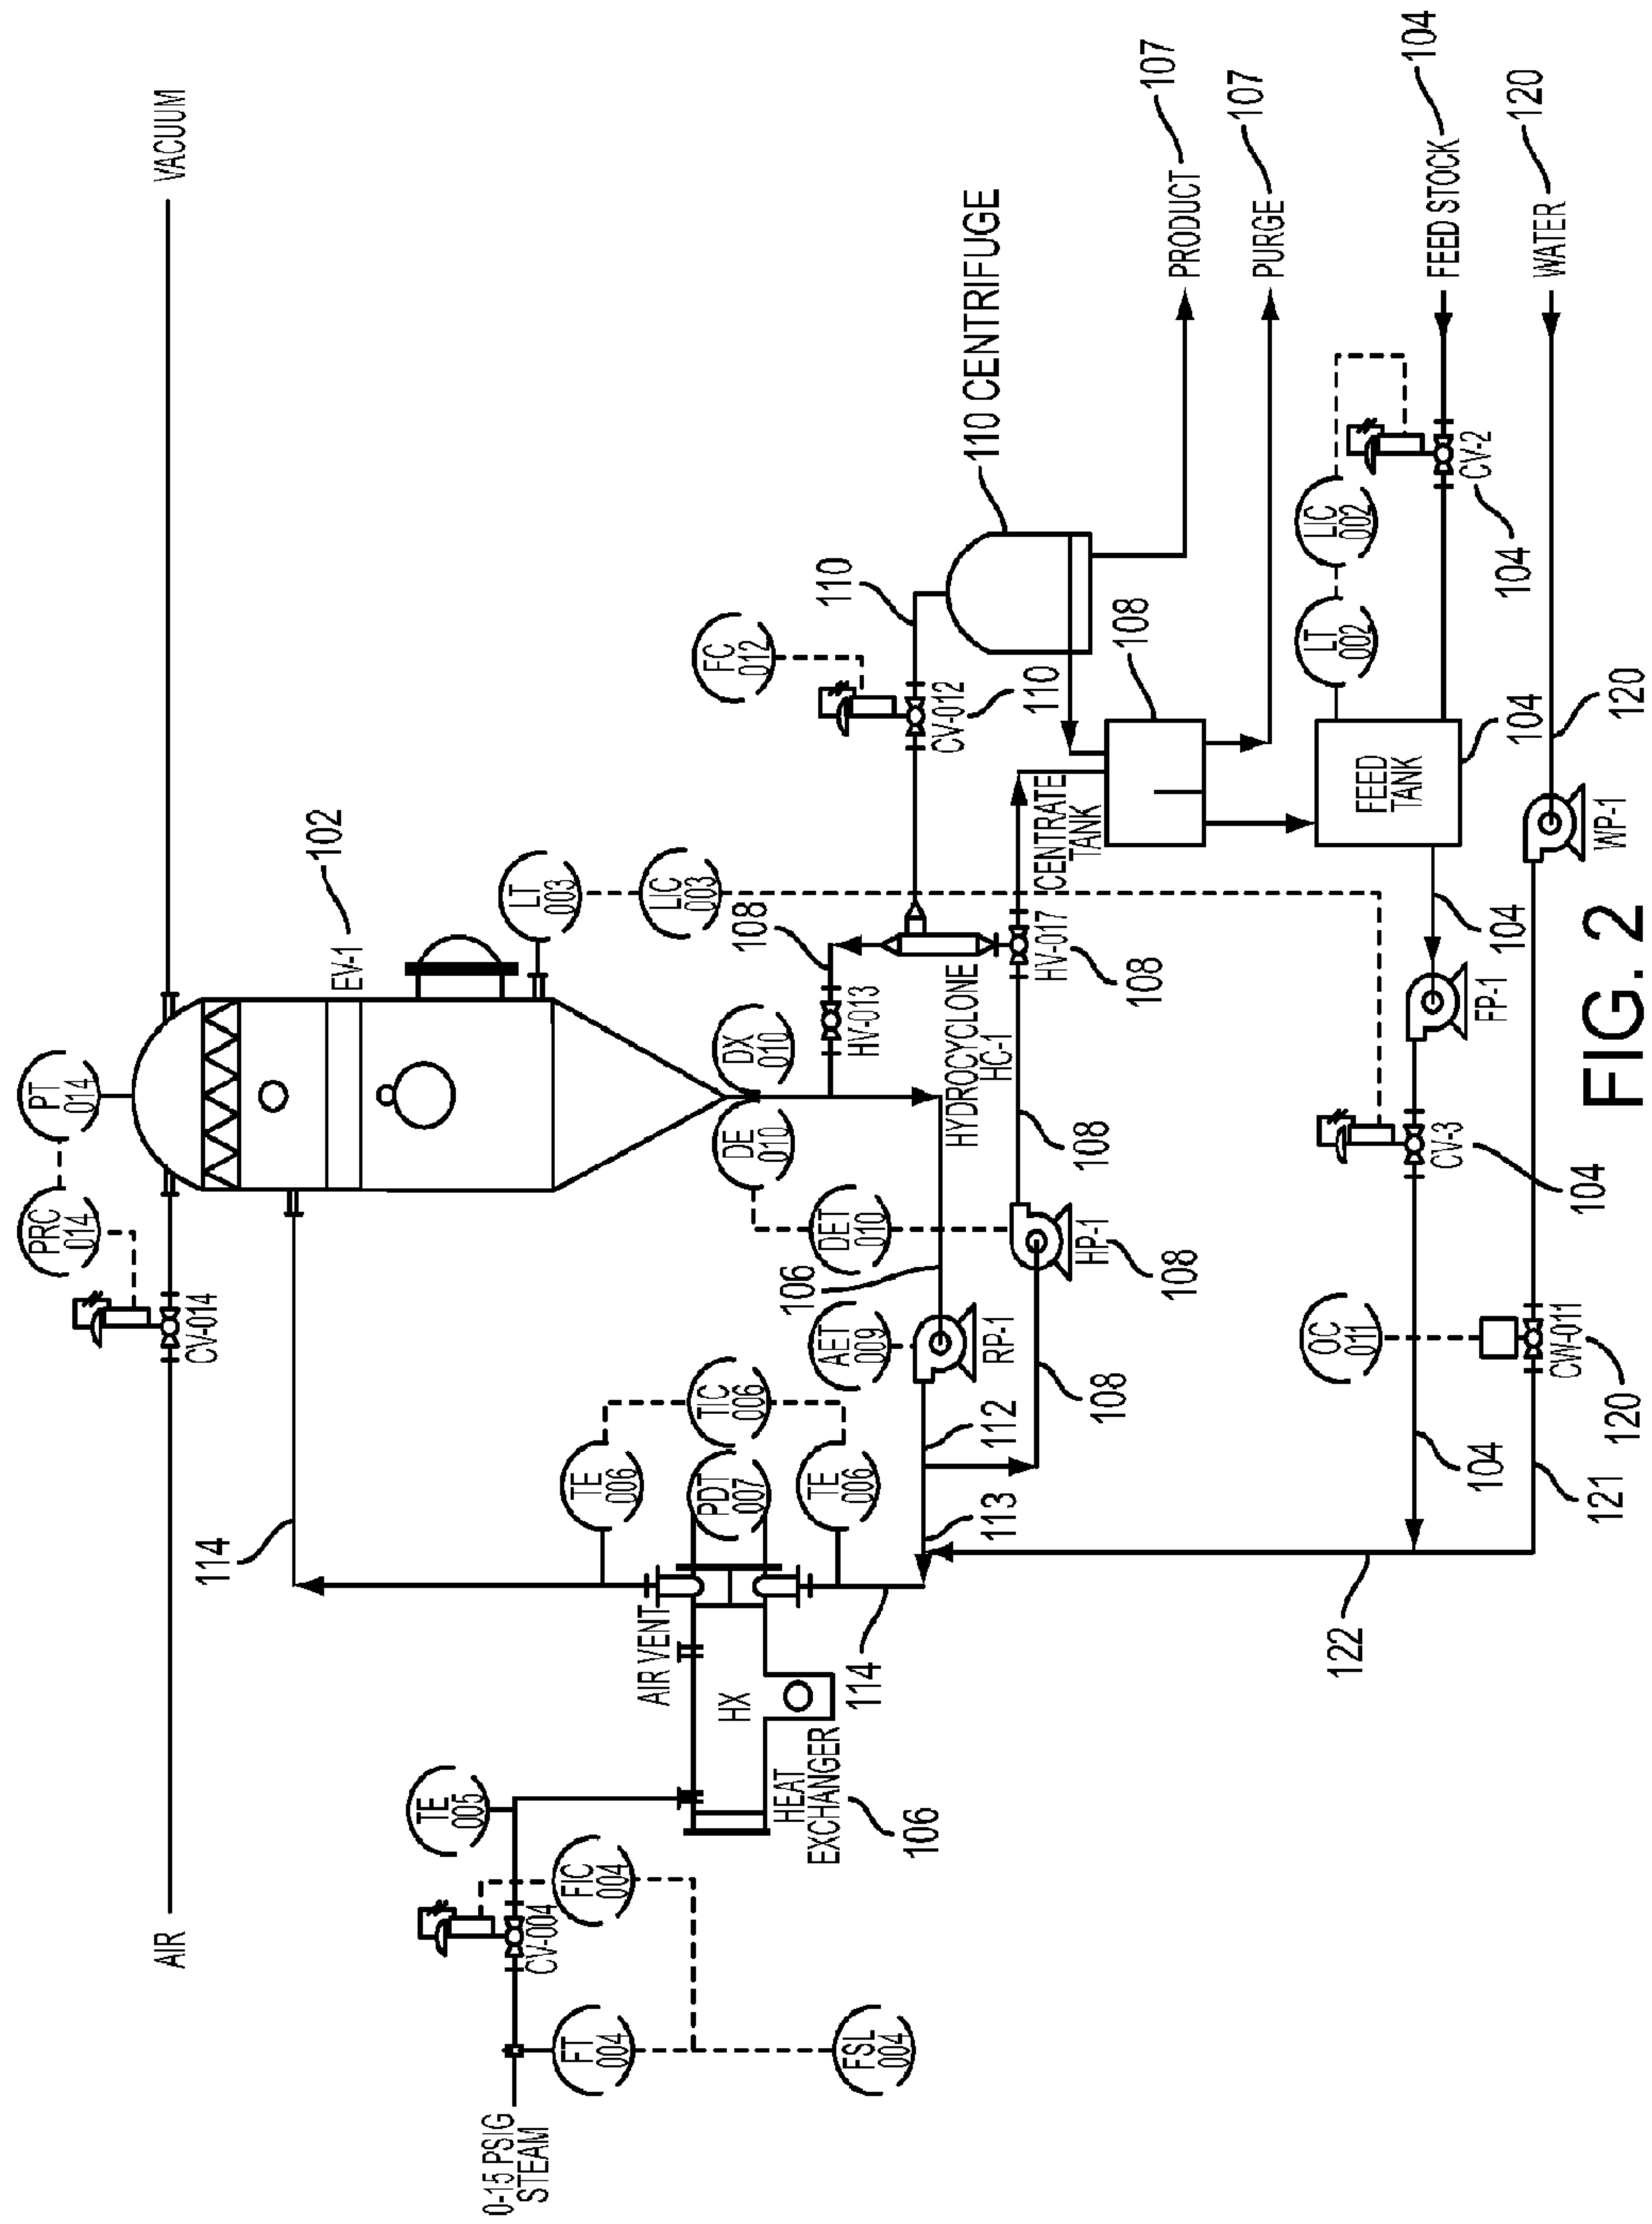 PRC
014
PT
014
CV-014
AIR
VACUUM
114
EV-1
102
TE
005
CV-004
0-15 PSIG
STEAM
FIC
004
FT
004
TE
006
LT
003
AIR VENT
LIC
003
PDT
007
TIC
006
HX
HEAT
EXCHANGER
106
DE
010
DX
010
FC
012
108
106
TE
006
AET
009
DET
010
HV-013
110
FSL
004
114
CV-012
110
HYDROCYCLONE
HC-1
110 CENTRIFUGE
RP-1
112
113
HV-017
108
CENTRATE
TANK
108
108
108
HP-1
108
PRODUCT
107
PURGE
107
OC
011
LT
002
LIC
002
122
FEED
TANK
104
CV-3
104
CV-2
104
FEED STOCK
104
104
104
FP-1
WATER
120
CW-011
120
121
WP-1
120
FIG. 2